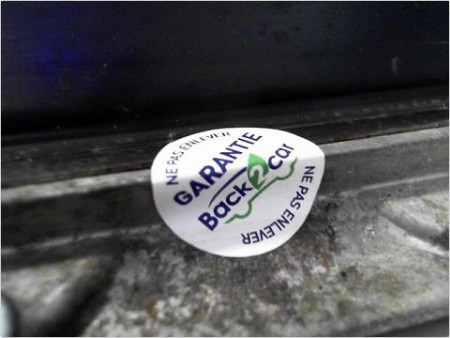 NE PAS ENLEVER
GARANTIE
Back2car
NE PAS ENLEVER